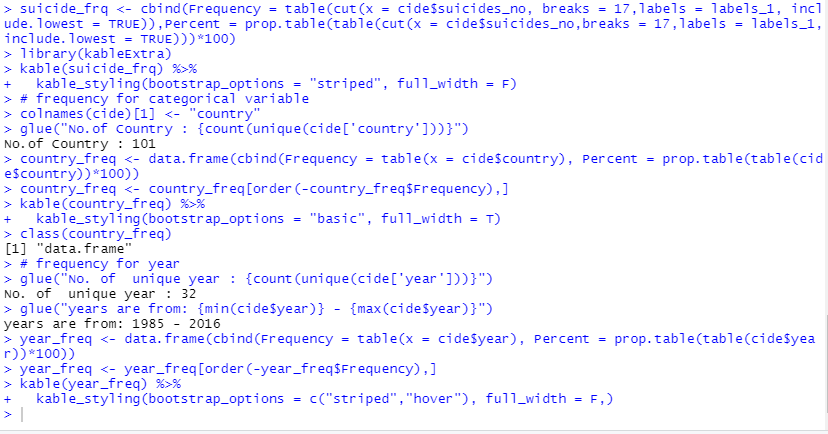 > suicide_frq <- cbind(Frequency = table(cut(x = cide$suicides_no, breaks = 17,labels = labels_1, incl
ude.lowest = TRUE)),Percent = prop.table(table(cut(x = cide$suicides_no,breaks = 17,labels = labels_1,
include.lowest = TRUE)))*100)
> library(kableExtra)
> kable(suicide_frq) %>%
+   kable_styling(bootstrap_options = "striped", full_width = F)
> # frequency for categorical variable
> colnames(cide)[1] <- "country"
> glue("No.of Country : {count(unique(cide['country']))}")
No.of Country : 101
> country_freq <- data.frame(cbind(Frequency = table(x = cide$country), Percent = prop.table(table(cid
e$country))*100))
> country_freq <- country_freq[order(-country_freq$Frequency),]
> kable(country_freq) %>%
+   kable_styling(bootstrap_options = "basic", full_width = T)
> class(country_freq)
[1] "data.frame"
> # frequency for year
> glue("No. of  unique year : {count(unique(cide['year']))}")
No. of  unique year : 32
> glue("years are from: {min(cide$year)} - {max(cide$year)}")
years are from: 1985 - 2016
> year_freq <- data.frame(cbind(Frequency = table(x = cide$year), Percent = prop.table(table(cide$yea
r))*100))
> year_freq <- year_freq[order(-year_freq$Frequency),]
> kable(year_freq) %>%
+   kable_styling(bootstrap_options = c("striped","hover"), full_width = F,)
>